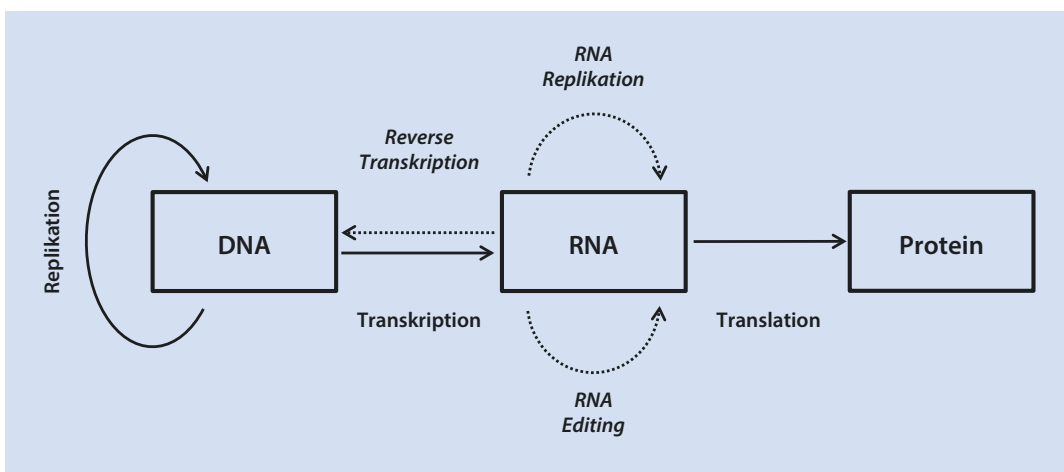 RNA
Replikation
Reverse
Transkription
Replikation
DNA
RNA
Protein
Transkription
Translation
RNA
Editing